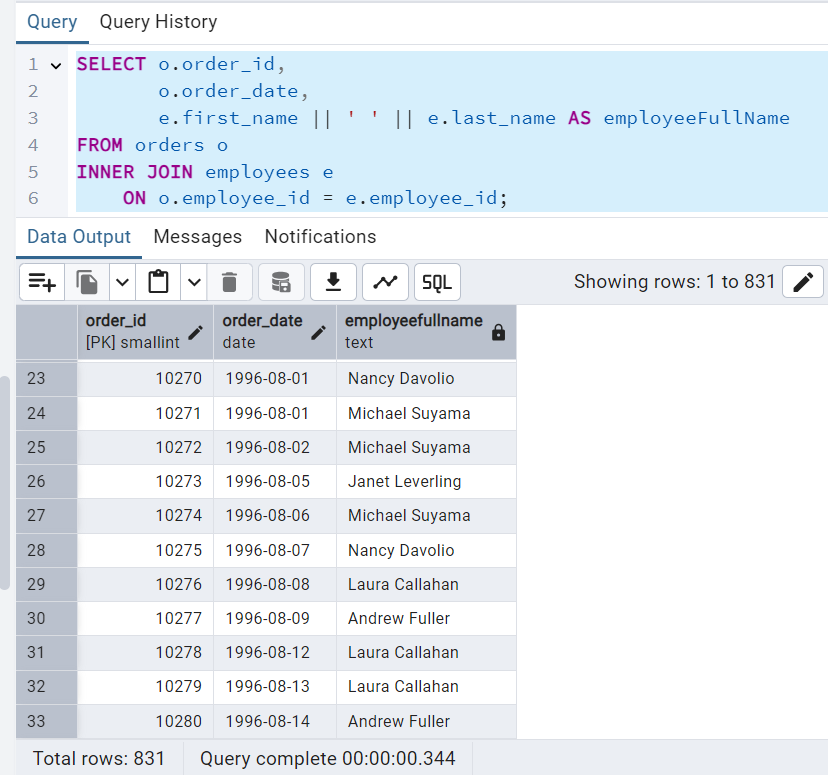 Query Query History
1 SELECT o.order_id,
2 o.order_date,
3 e.first_name || ' ' || e.last_name AS employeeFullName
4 FROM orders o
5 INNER JOIN employees e
6 ON o.employee_id = e.employee_id;
Data Output Messages Notifications
SQL Showing rows: 1 to 831
order_id order_date employeefullname
[PK] smallint date text
23 10270 1996-08-01 Nancy Davolio
24 10271 1996-08-01 Michael Suyama
25 10272 1996-08-02 Michael Suyama
26 10273 1996-08-05 Janet Leverling
27 10274 1996-08-06 Michael Suyama
28 10275 1996-08-07 Nancy Davolio
29 10276 1996-08-08 Laura Callahan
30 10277 1996-08-09 Andrew Fuller
31 10278 1996-08-12 Laura Callahan
32 10279 1996-08-13 Laura Callahan
33 10280 1996-08-14 Andrew Fuller
Total rows: 831 Query complete 00:00:00.344